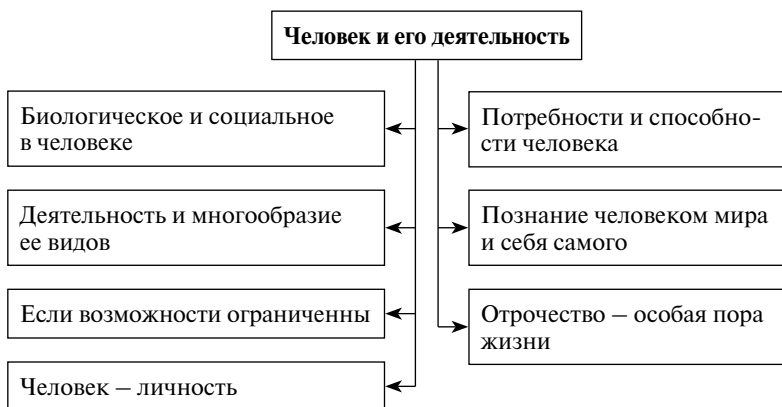 Человек и его деятельность
Биологическое и социальное
в человеке
Деятельность и многообразие
ее видов
Если возможности ограниченны
Человек – личность
Потребности и способно-
сти человека
Познание человеком мира
и себя самого
Отрочество – особая пора
жизни